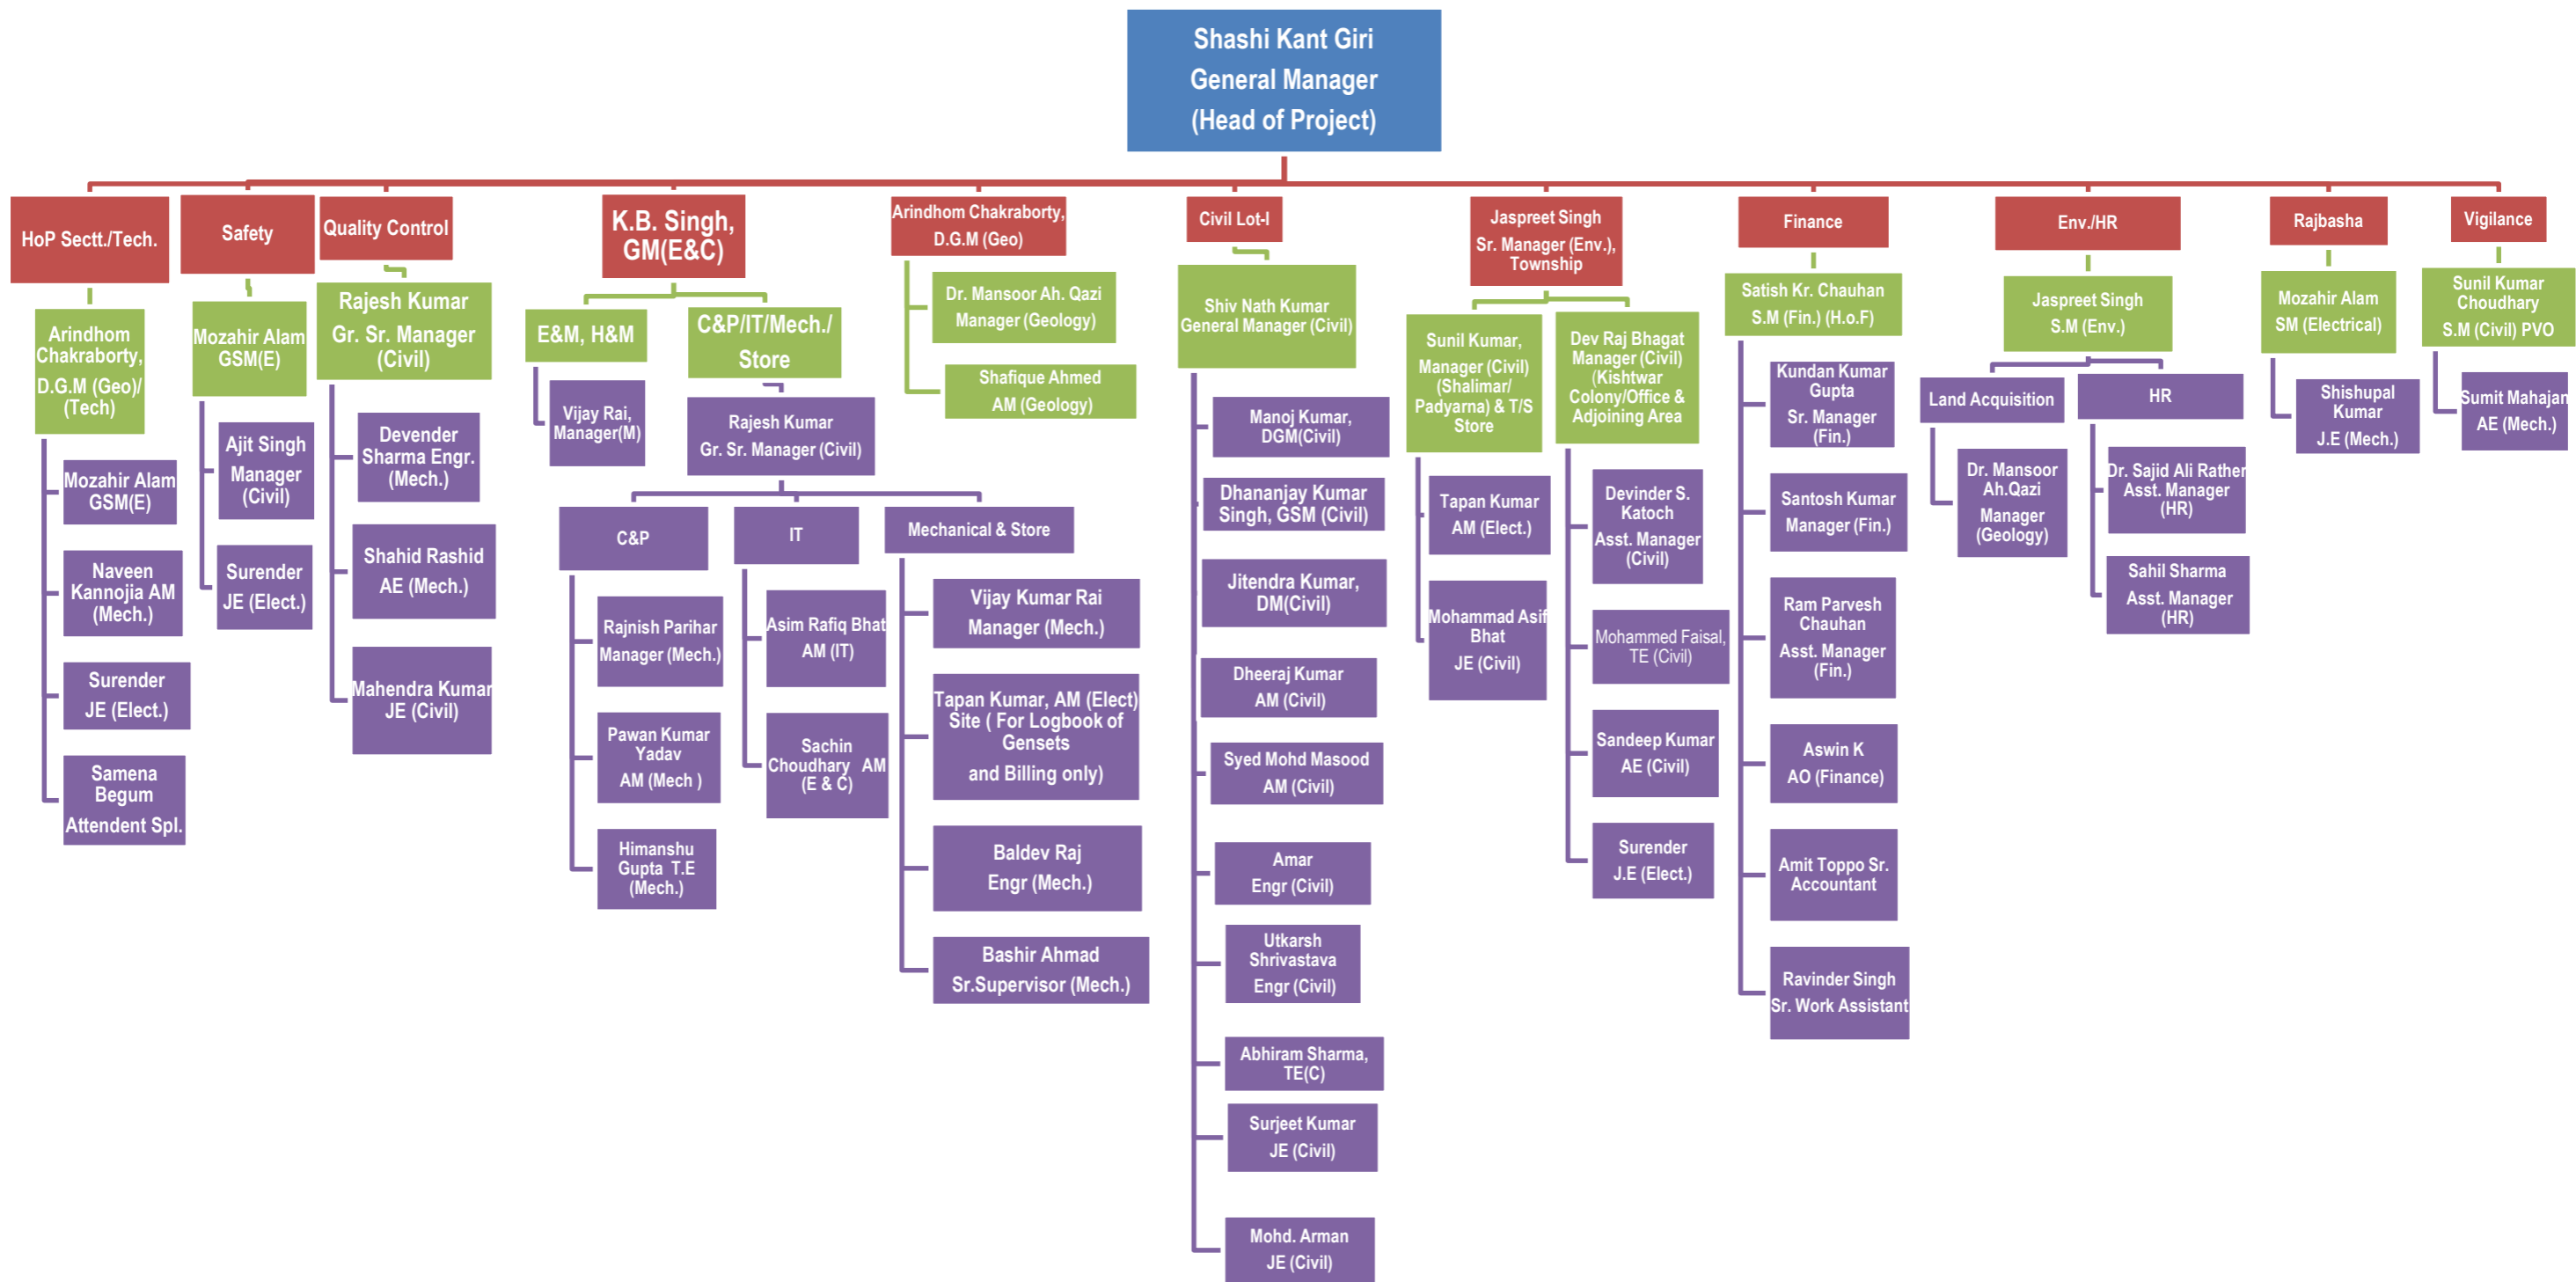 Shashi Kant Giri
General Manager
(Head of Project)
HoP Sectt./Tech.
Arindhom
Chakraborty,
D.G.M (Geo)/
(Tech)
Mozahir Alam
GSM(E)
Naveen
Kannojia AM
(Mech.)
Surender
JE (Elect.)
Samena
Begum
Attendent Spl.
Safety
Mozahir Alam
GSM(E)
Ajit Singh
Manager
(Civil)
Surender
JE (Elect.)
Quality Control
Rajesh Kumar
Gr. Sr. Manager
(Civil)
Devender
Sharma Engr.
(Mech.)
Shahid Rashid
AE (Mech.)
Mahendra Kumar
JE (Civil)
K.B. Singh,
GM(E&C)
E&M, H&M
Vijay Rai,
Manager(M)
C&P/IT/Mech./
Store
Rajesh Kumar
Gr. Sr. Manager (Civil)
C&P
Rajnish Parihar
Manager (Mech.)
Pawan Kumar
Yadav
AM (Mech )
Himanshu
Gupta T.E
(Mech.)
IT
Asim Rafiq Bhat
AM (IT)
Sachin
Choudhary AM
(E & C)
Mechanical & Store
Vijay Kumar Rai
Manager (Mech.)
Tapan Kumar, AM (Elect)
Site ( For Logbook of
Gensets
and Billing only)
Baldev Raj
Engr (Mech.)
Bashir Ahmad
Sr.Supervisor (Mech.)
Arindhom Chakraborty,
D.G.M (Geo)
Dr. Mansoor Ah. Qazi
Manager (Geology)
Shafique Ahmed
AM (Geology)
Civil Lot-I
Shiv Nath Kumar
General Manager (Civil)
Manoj Kumar,
DGM(Civil)
Dhananjay Kumar
Singh, GSM (Civil)
Jitendra Kumar,
DM(Civil)
Dheeraj Kumar
AM (Civil)
Syed Mohd Masood
AM (Civil)
Amar
Engr (Civil)
Utkarsh
Shrivastava
Engr (Civil)
Abhiram Sharma,
TE(C)
Surjeet Kumar
JE (Civil)
Mohd. Arman
JE (Civil)
Jaspreet Singh
Sr. Manager (Env.),
Township
Sunil Kumar,
Manager (Civil)
(Shalimar/
Padyarna) & T/S
Store
Tapan Kumar
AM (Elect.)
Mohammad Asif
Bhat
JE (Civil)
Dev Raj Bhagat
Manager (Civil)
(Kishtwar
Colony/Office &
Adjoining Area
Devinder S.
Katoch
Asst. Manager
(Civil)
Mohammed Faisal,
TE (Civil)
Sandeep Kumar
AE (Civil)
Surender
J.E (Elect.)
Finance
Satish Kr. Chauhan
S.M (Fin.) (H.o.F)
Kundan Kumar
Gupta
Sr. Manager
(Fin.)
Santosh Kumar
Manager (Fin.)
Ram Parvesh
Chauhan
Asst. Manager
(Fin.)
Aswin K
AO (Finance)
Amit Toppo Sr.
Accountant
Ravinder Singh
Sr. Work Assistant
Env./HR
Jaspreet Singh
S.M (Env.)
Land Acquisition
Dr. Mansoor
Ah.Qazi
Manager
(Geology)
HR
Dr. Sajid Ali Rather
Asst. Manager
(HR)
Sahil Sharma
Asst. Manager
(HR)
Rajbasha
Mozahir Alam
SM (Electrical)
Shishupal
Kumar
J.E (Mech.)
Vigilance
Sunil Kumar
Choudhary
S.M (Civil) PVO
Sumit Mahajan
AE (Mech.)